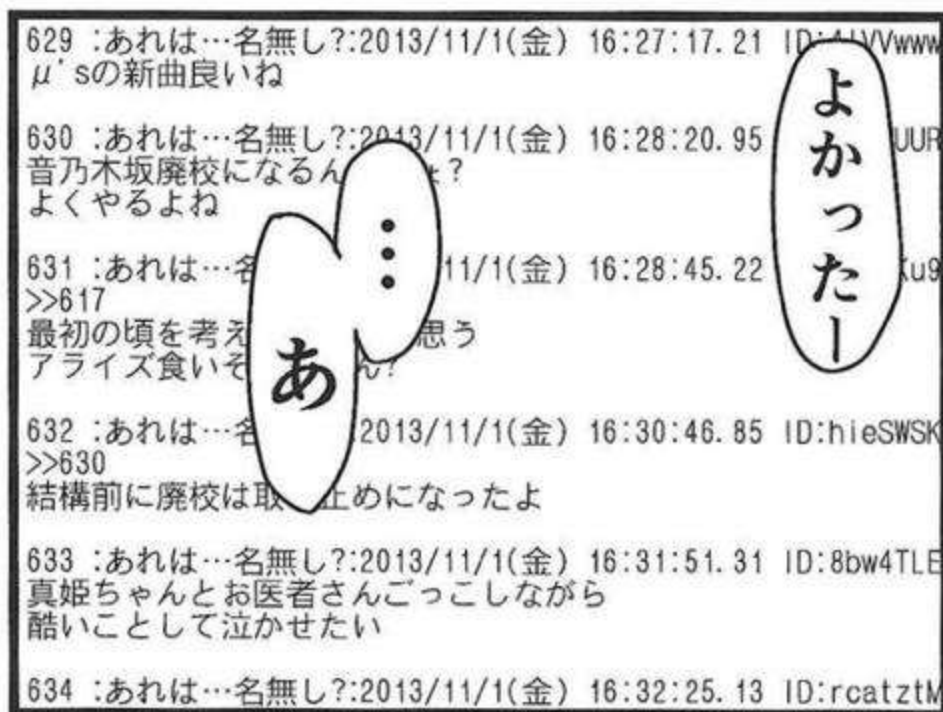 629 :あれは…名無し?:2013/11/1(金) 16:27:17.21 ID:4!VVwww
μ'sの新曲良いね
630 :あれは…名無し?:2013/11/1(金) 16:28:20.95 UUR
音乃木坂廃校になるん ?
よくやるよね
631 :あれは… 11/1(金) 16:28:45.22 Ku9
>>617
最初の頃を考え 思う
アライズ食いそ ん?
632 :あれは… 2013/11/1(金) 16:30:46.85 ID:hieSWSK
>>630
結構前に廃校は取 止めになったよ
633 :あれは…名無し?:2013/11/1(金) 16:31:51.31 ID:8bw4TLE
真姫ちゃんとお医者さんごっこしながら
酷いことして泣かせたい
634 :あれは…名無し?:2013/11/1(金) 16:32:25.13 ID:rcatztM
よかったー
…
あ